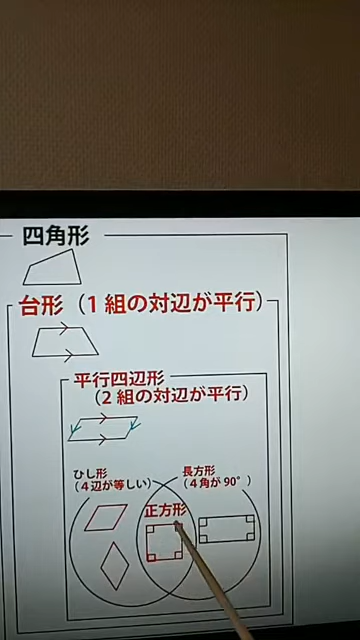 四角形
台形（1組の対辺が平行）
平行四辺形
（2組の対辺が平行）
ひし形
（4辺が等しい）
長方形
（4角が90°）
正方形